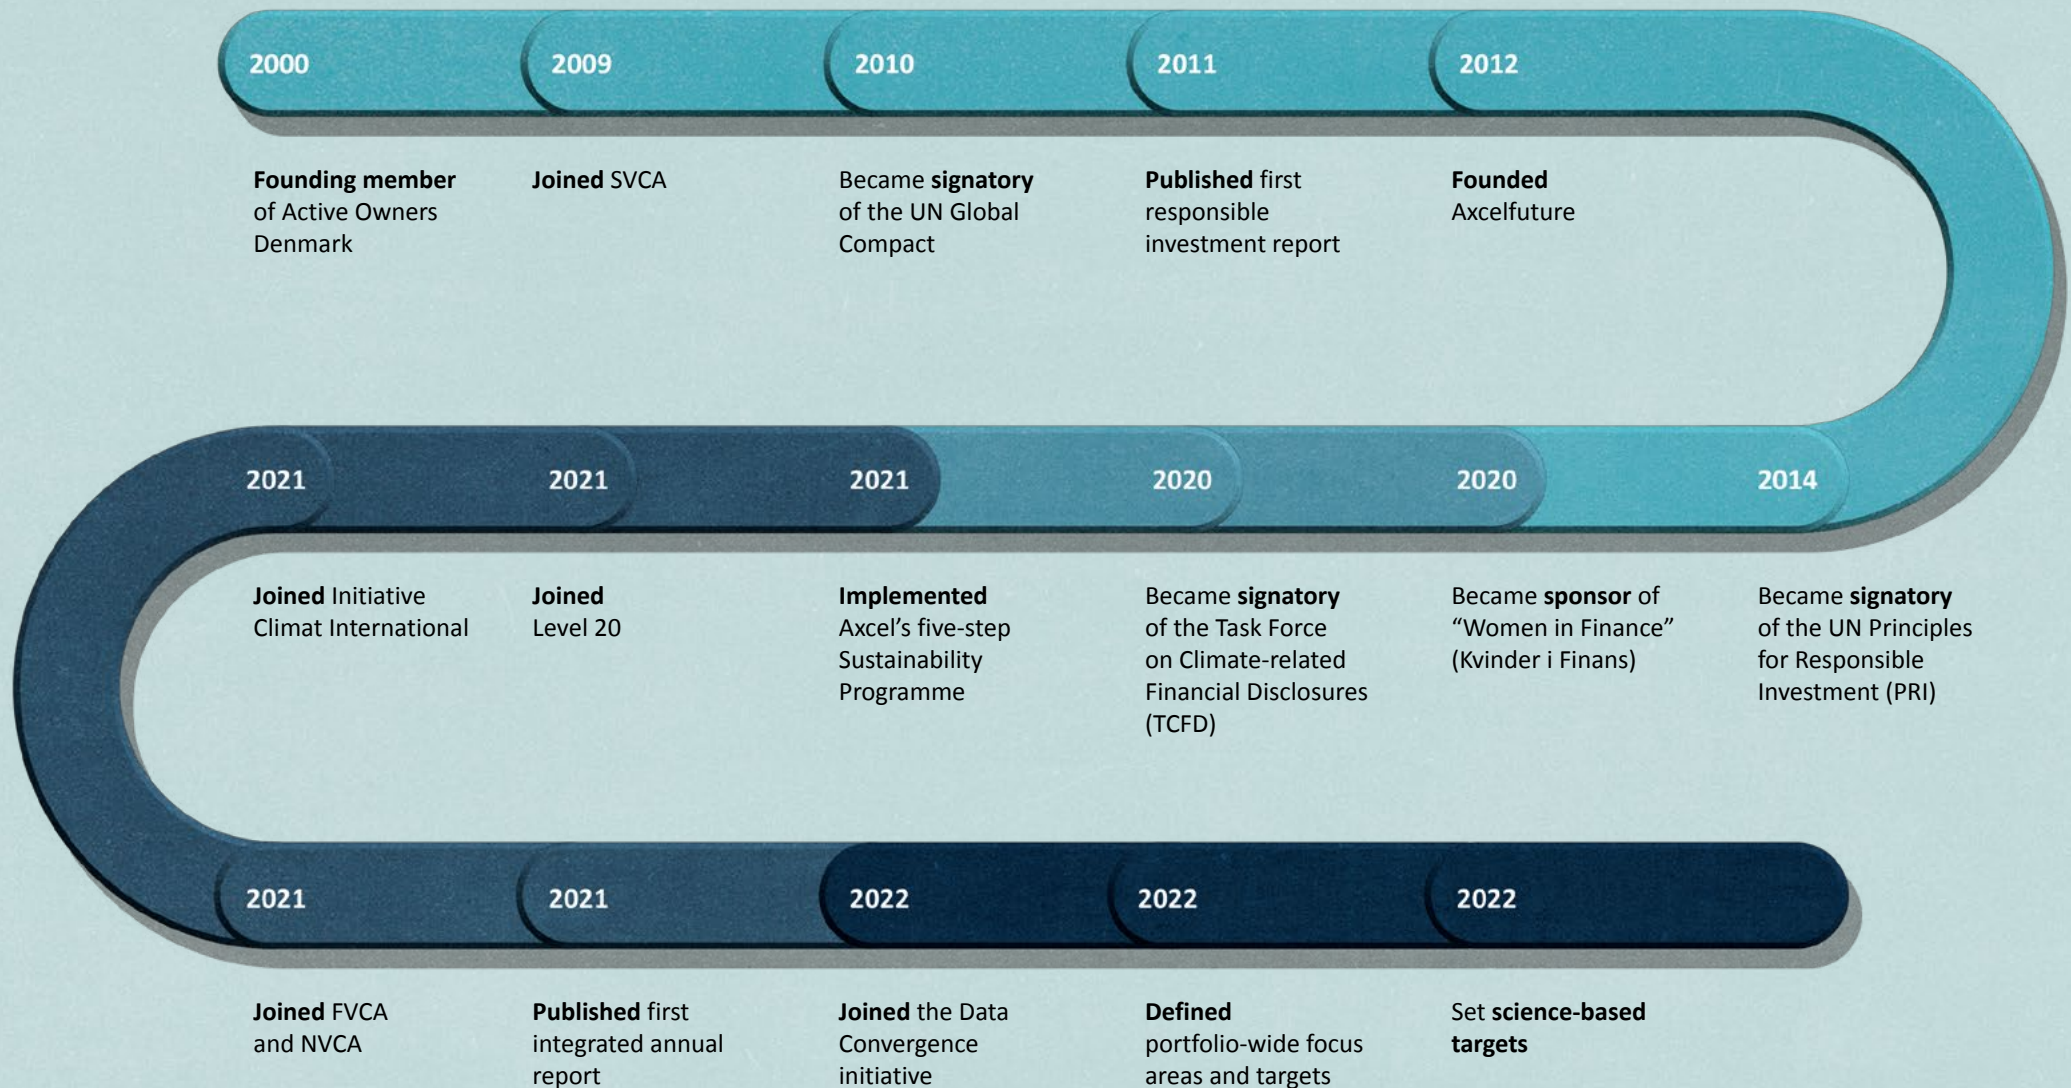 2000
Founding member
of Active Owners
Denmark
2009
Joined SVCA
2010
Became signatory
of the UN Global
Compact
2011
Published first
responsible
investment report
2012
Founded
Axcelfuture
2014
Became signatory
of the UN Principles
for Responsible
Investment (PRI)
2020
Became sponsor of
“Women in Finance”
(Kvinder i Finans)
2020
Became signatory
of the Task Force
on Climate-related
Financial Disclosures
(TCFD)
2021
Implemented
Axcel’s five-step
Sustainability
Programme
2021
Joined
Level 20
2021
Joined Initiative
Climat International
2021
Joined FVCA
and NVCA
2021
Published first
integrated annual
report
2022
Joined the Data
Convergence
initiative
2022
Defined
portfolio-wide focus
areas and targets
2022
Set science-based
targets